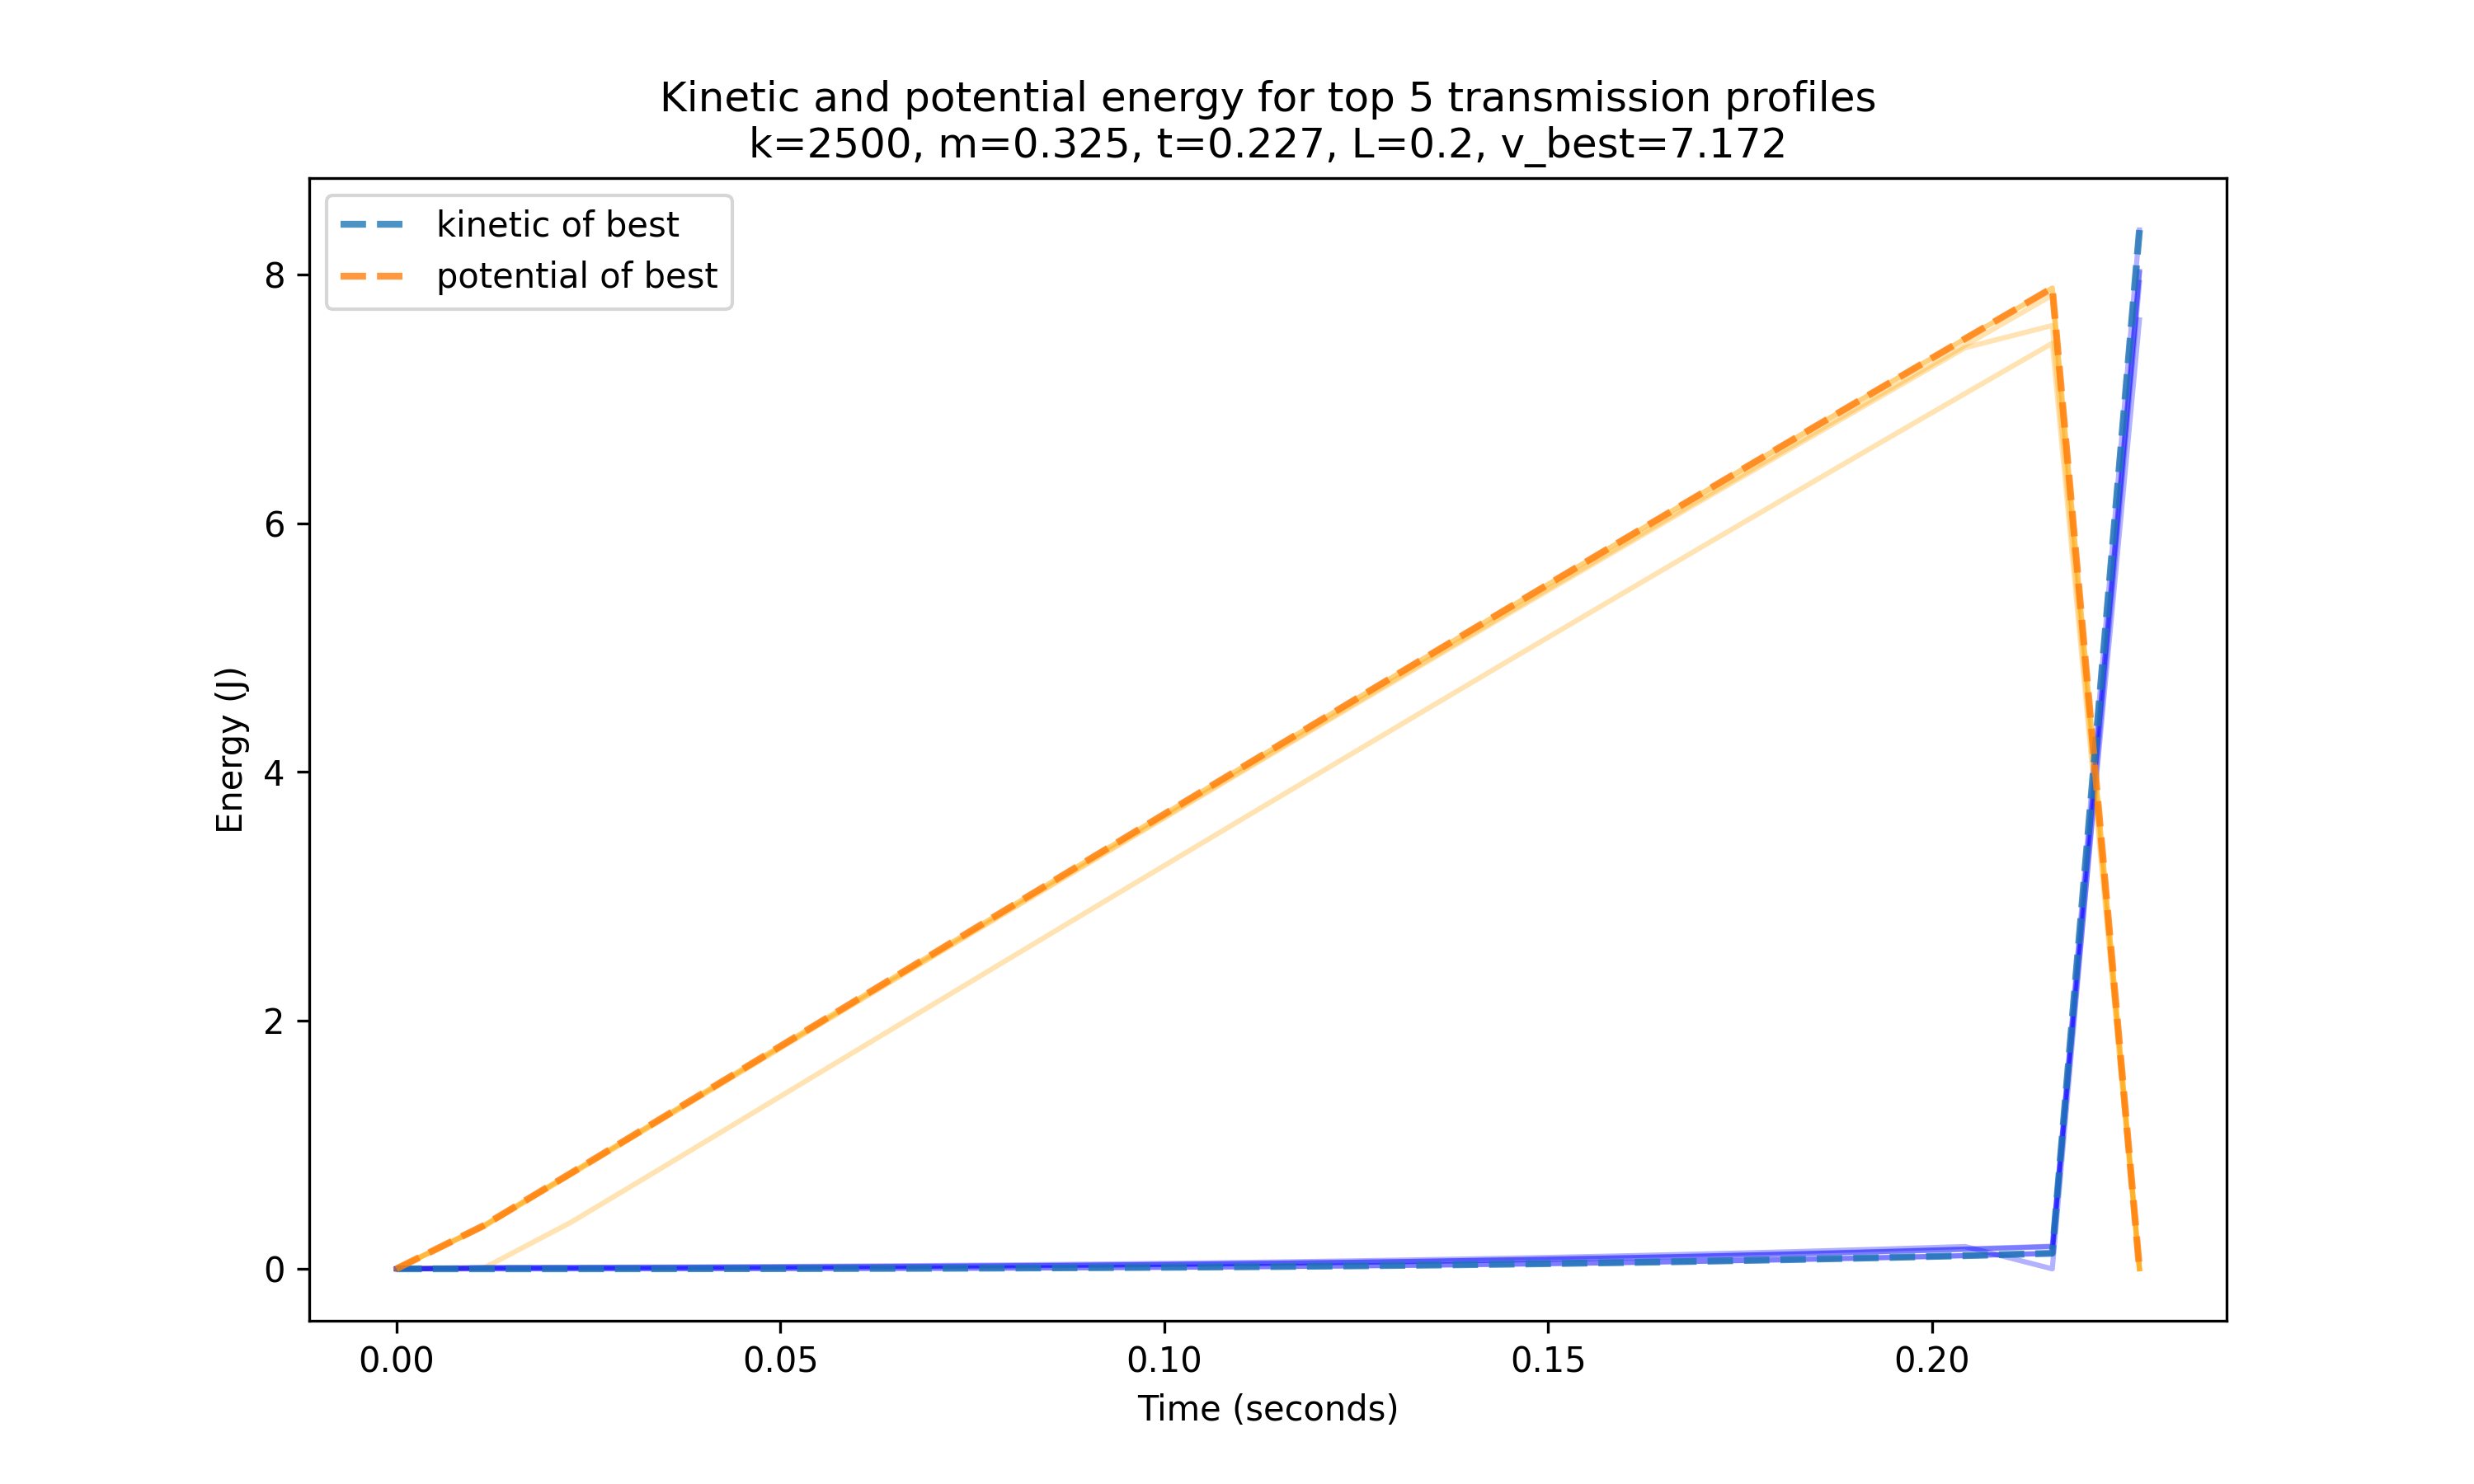 Kinetic and potential energy for top 5 transmission profiles
k=2500, m=0.325, t=0.227, L=0.2, v_best=7.172
kinetic of best
potential of best
8
6
4
2
0
Energy (J)
0.00 0.05 0.10 0.15 0.20
Time (seconds)